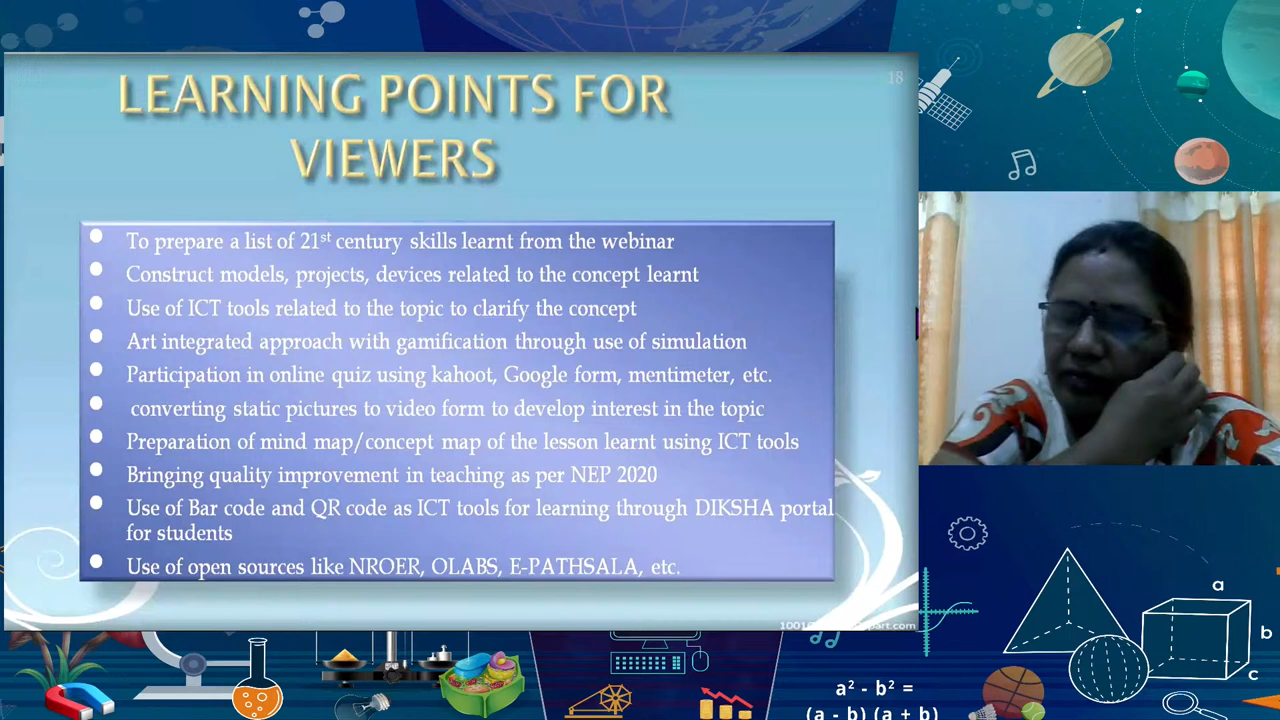 18
LEARNING POINTS FOR
VIEWERS
To prepare a list of 21st century skills learnt from the webinar
Construct models, projects, devices related to the concept learnt
Use of ICT tools related to the topic to clarify the concept
Art integrated approach with gamification through use of simulation
Participation in online quiz using kahoot, Google form, mentimeter, etc.
converting static pictures to video form to develop interest in the topic
Preparation of mind map/concept map of the lesson learnt using ICT tools
Bringing quality improvement in teaching as per NEP 2020
Use of Bar code and QR code as ICT tools for learning through DIKSHA portal
for students
Use of open sources like NROER, OLABS, E-PATHSALA, etc.
a
b
c
a² - b² =
(a - b) (a + b)